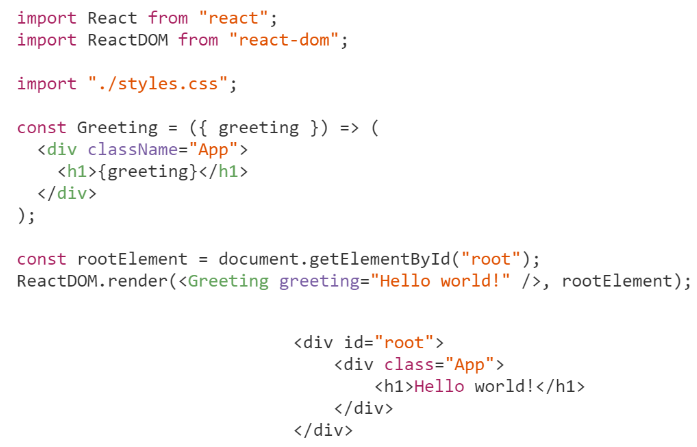 import React from "react";
import ReactDOM from "react-dom";
import "./styles.css";
const Greeting = ({ greeting }) => (
  <div className="App">
    <h1>{greeting}</h1>
  </div>
);
const rootElement = document.getElementById("root");
ReactDOM.render(<Greeting greeting="Hello world!" />, rootElement);
<div id="root">
    <div class="App">
        <h1>Hello world!</h1>
    </div>
</div>